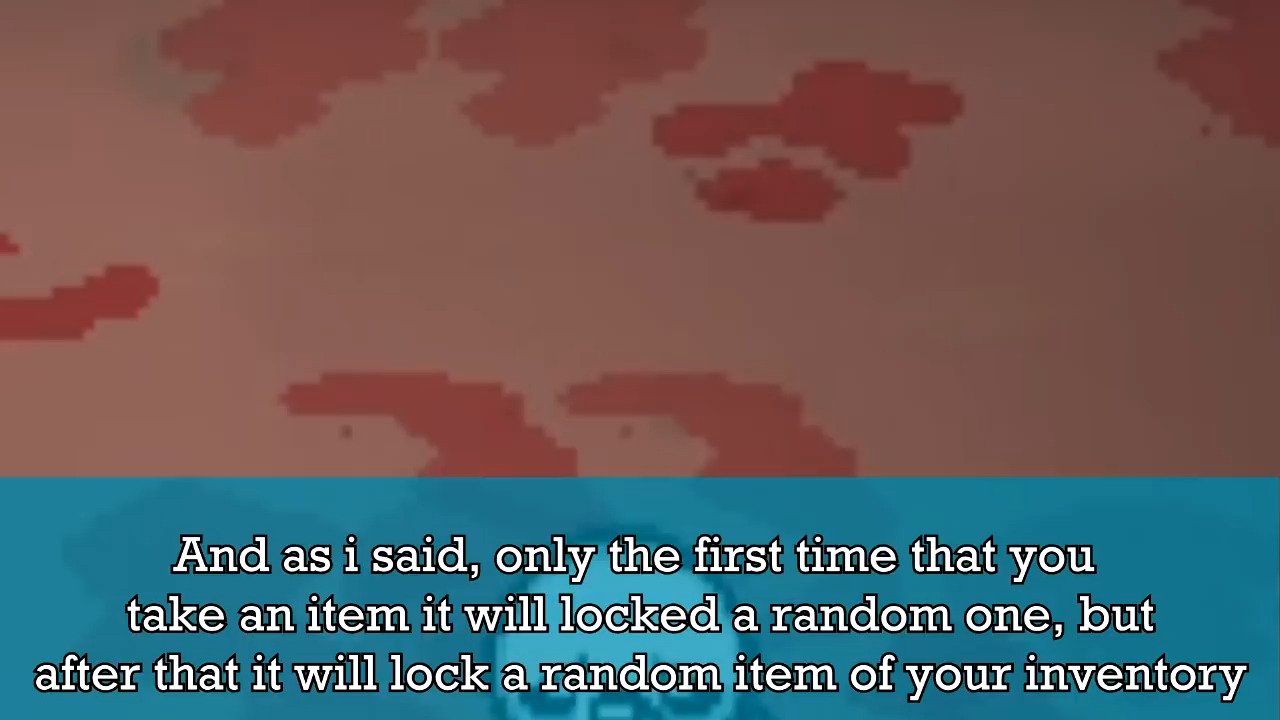 And as i said, only the first time that you
take an item it will locked a random one, but
after that it will lock a random item of your inventory